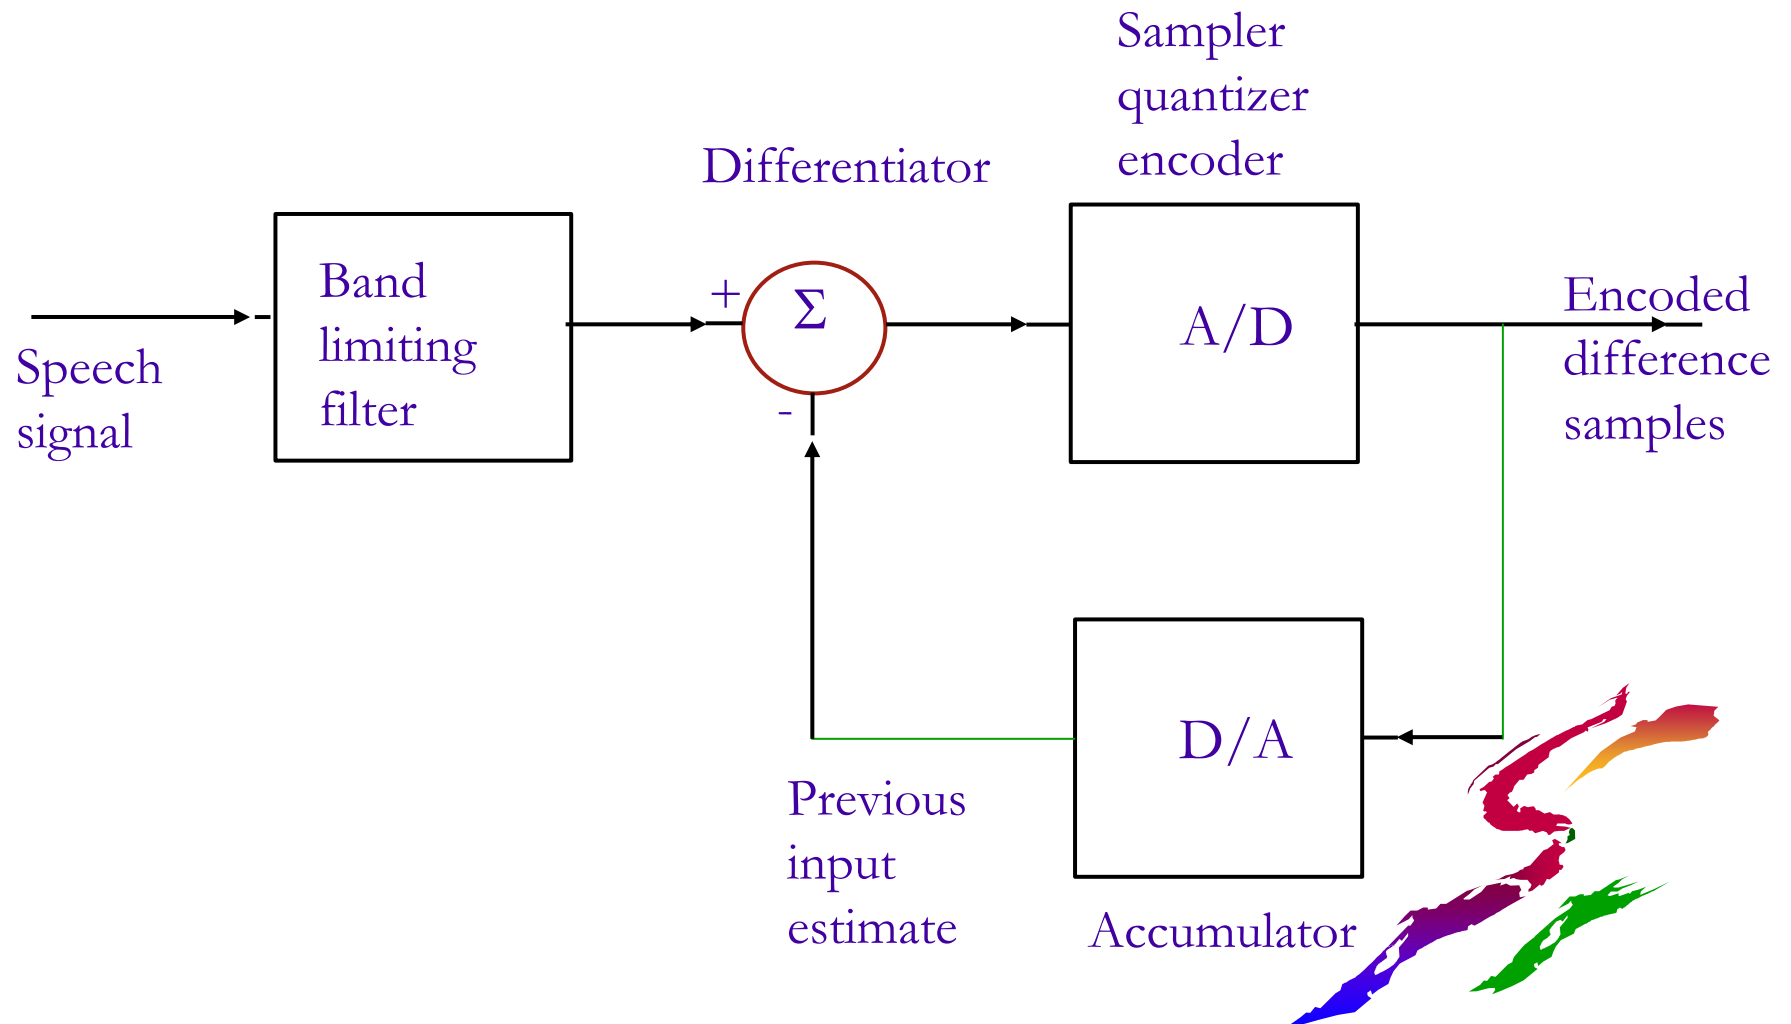 Sampler
quantizer
encoder
Differentiator
Speech
signal
Band
limiting
filter
+
Σ
-
A/D
Encoded
difference
samples
D/A
Previous
input
estimate
Accumulator